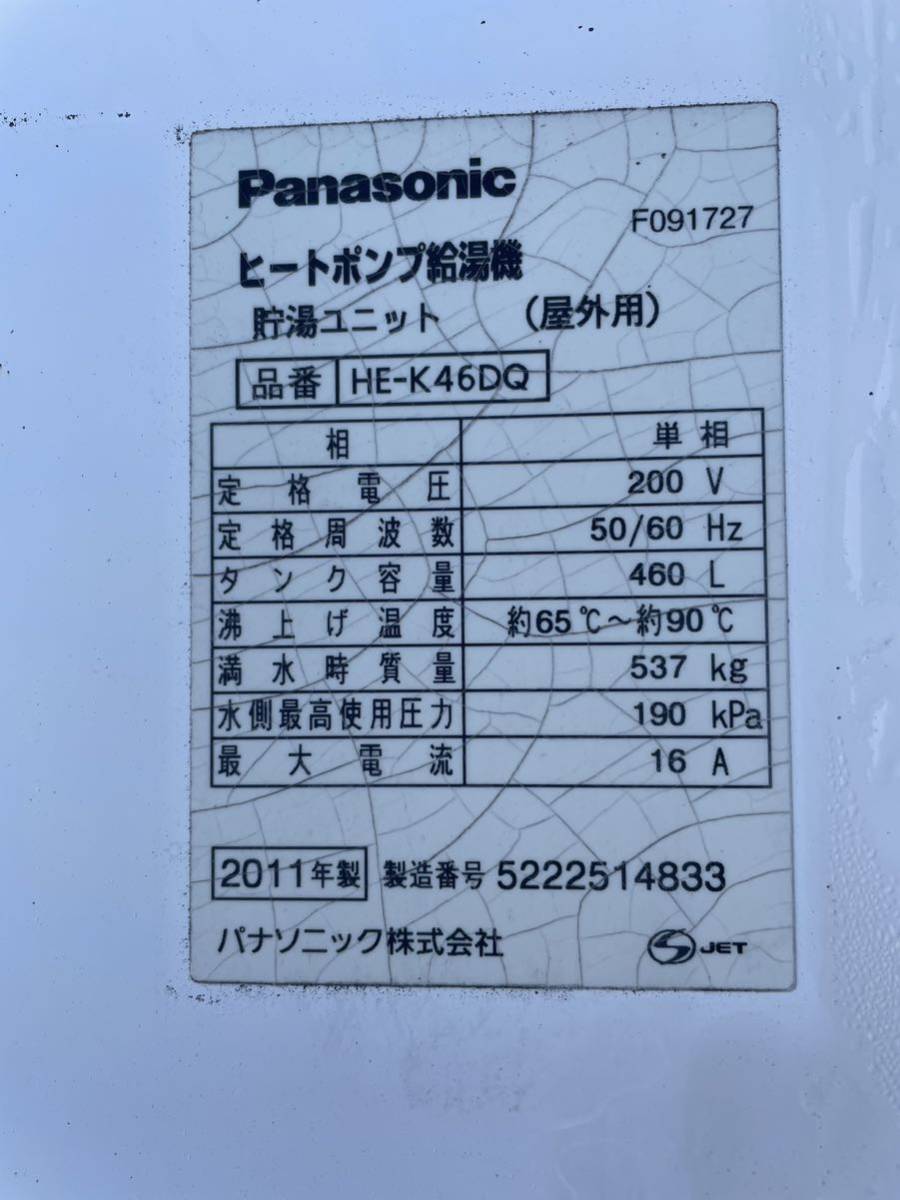 Panasonic
F091727
ヒートポンプ給湯機
貯湯ユニット (屋外用)
品番 HE-K46DQ
相 単相
定格電圧 200 V
定格周波数 50/60 Hz
タンク容量 460 L
沸上げ温度 約65℃～約90℃
満水時質量 537 kg
水側最高使用圧力 190 kPa
最大電流 16 A
2011年製 製造番号 5222514833
パナソニック株式会社 S JET